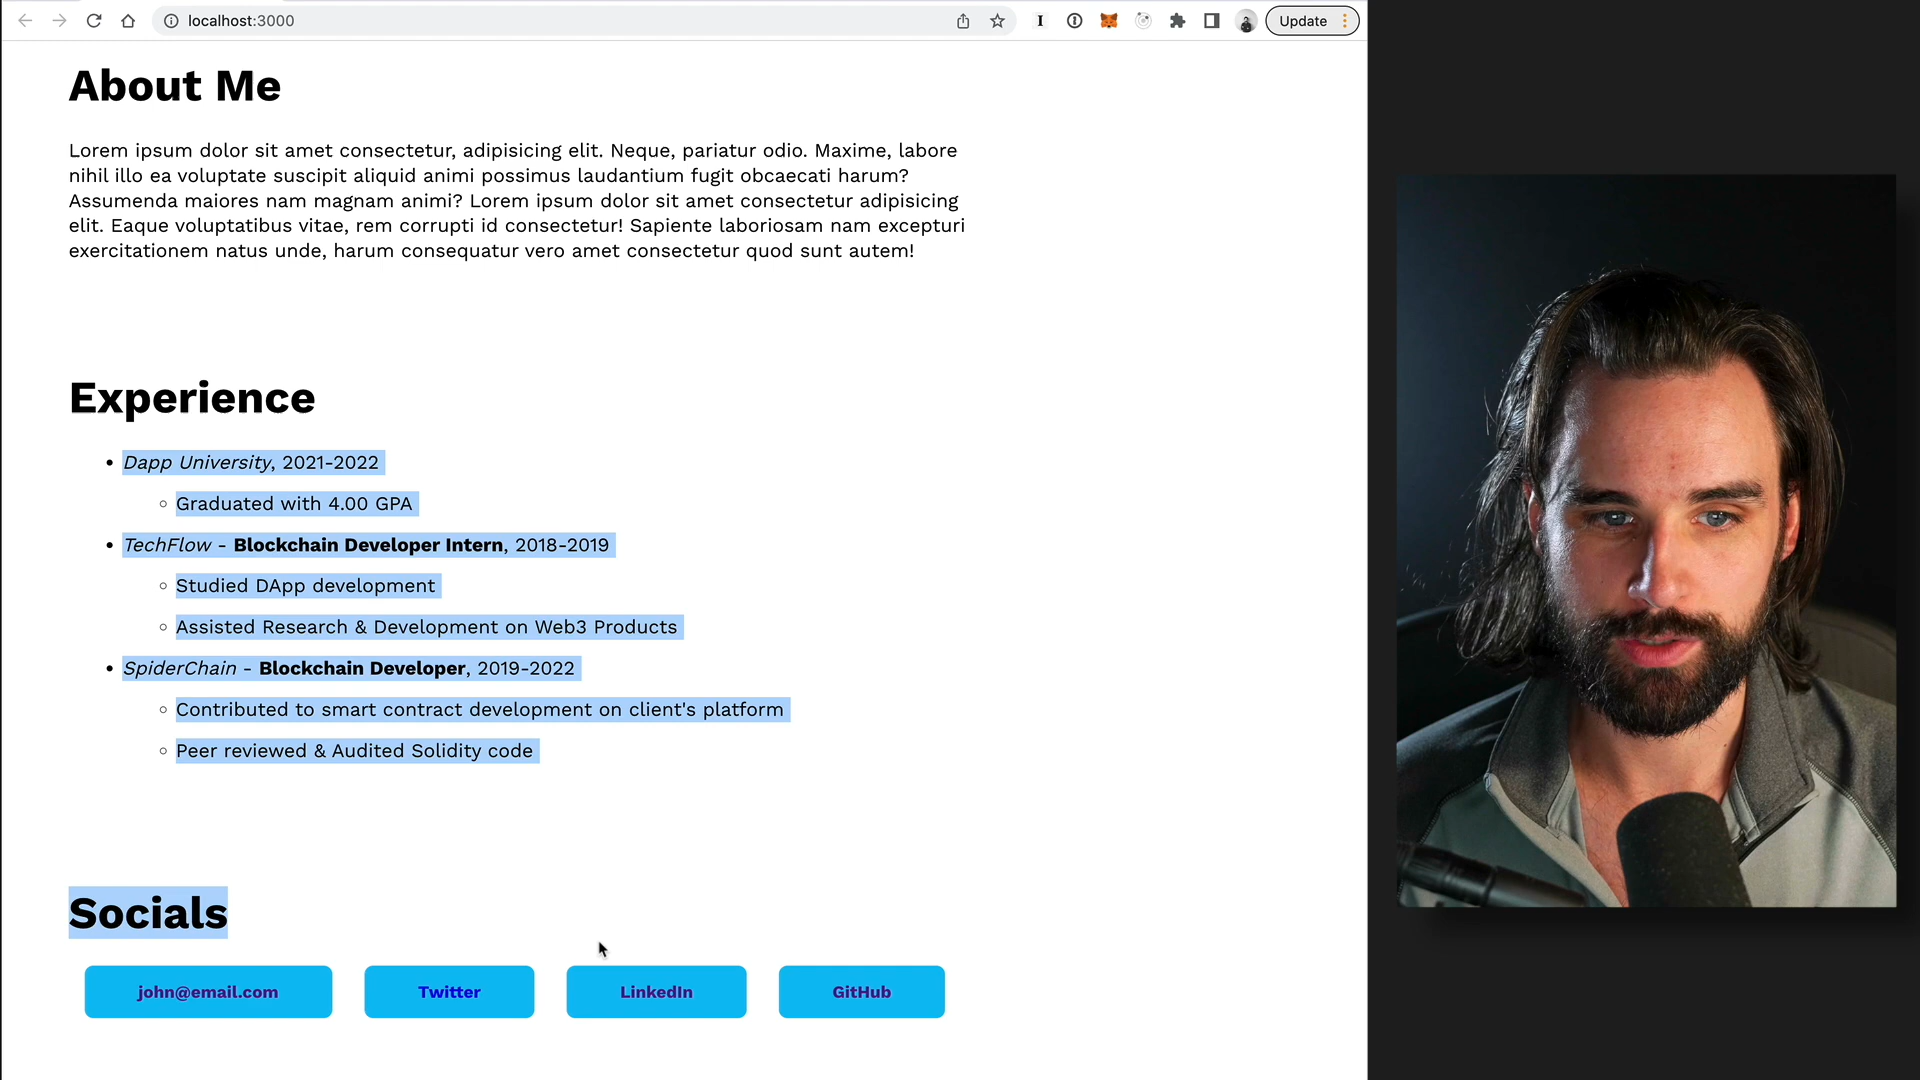 localhost:3000
Update
About Me
Lorem ipsum dolor sit amet consectetur, adipisicing elit. Neque, pariatur odio. Maxime, labore
nihil illo ea voluptate suscipit aliquid animi possimus laudantium fugit obcaecati harum?
Assumenda maiores nam magnam animi? Lorem ipsum dolor sit amet consectetur adipisicing
elit. Eaque voluptatibus vitae, rem corrupti id consectetur! Sapiente laboriosam nam excepturi
exercitationem natus unde, harum consequatur vero amet consectetur quod sunt autem!
Experience
Dapp University, 2021-2022
Graduated with 4.00 GPA
TechFlow - Blockchain Developer Intern, 2018-2019
Studied DApp development
Assisted Research & Development on Web3 Products
SpiderChain - Blockchain Developer, 2019-2022
Contributed to smart contract development on client's platform
Peer reviewed & Audited Solidity code
Socials
john@email.com Twitter LinkedIn GitHub